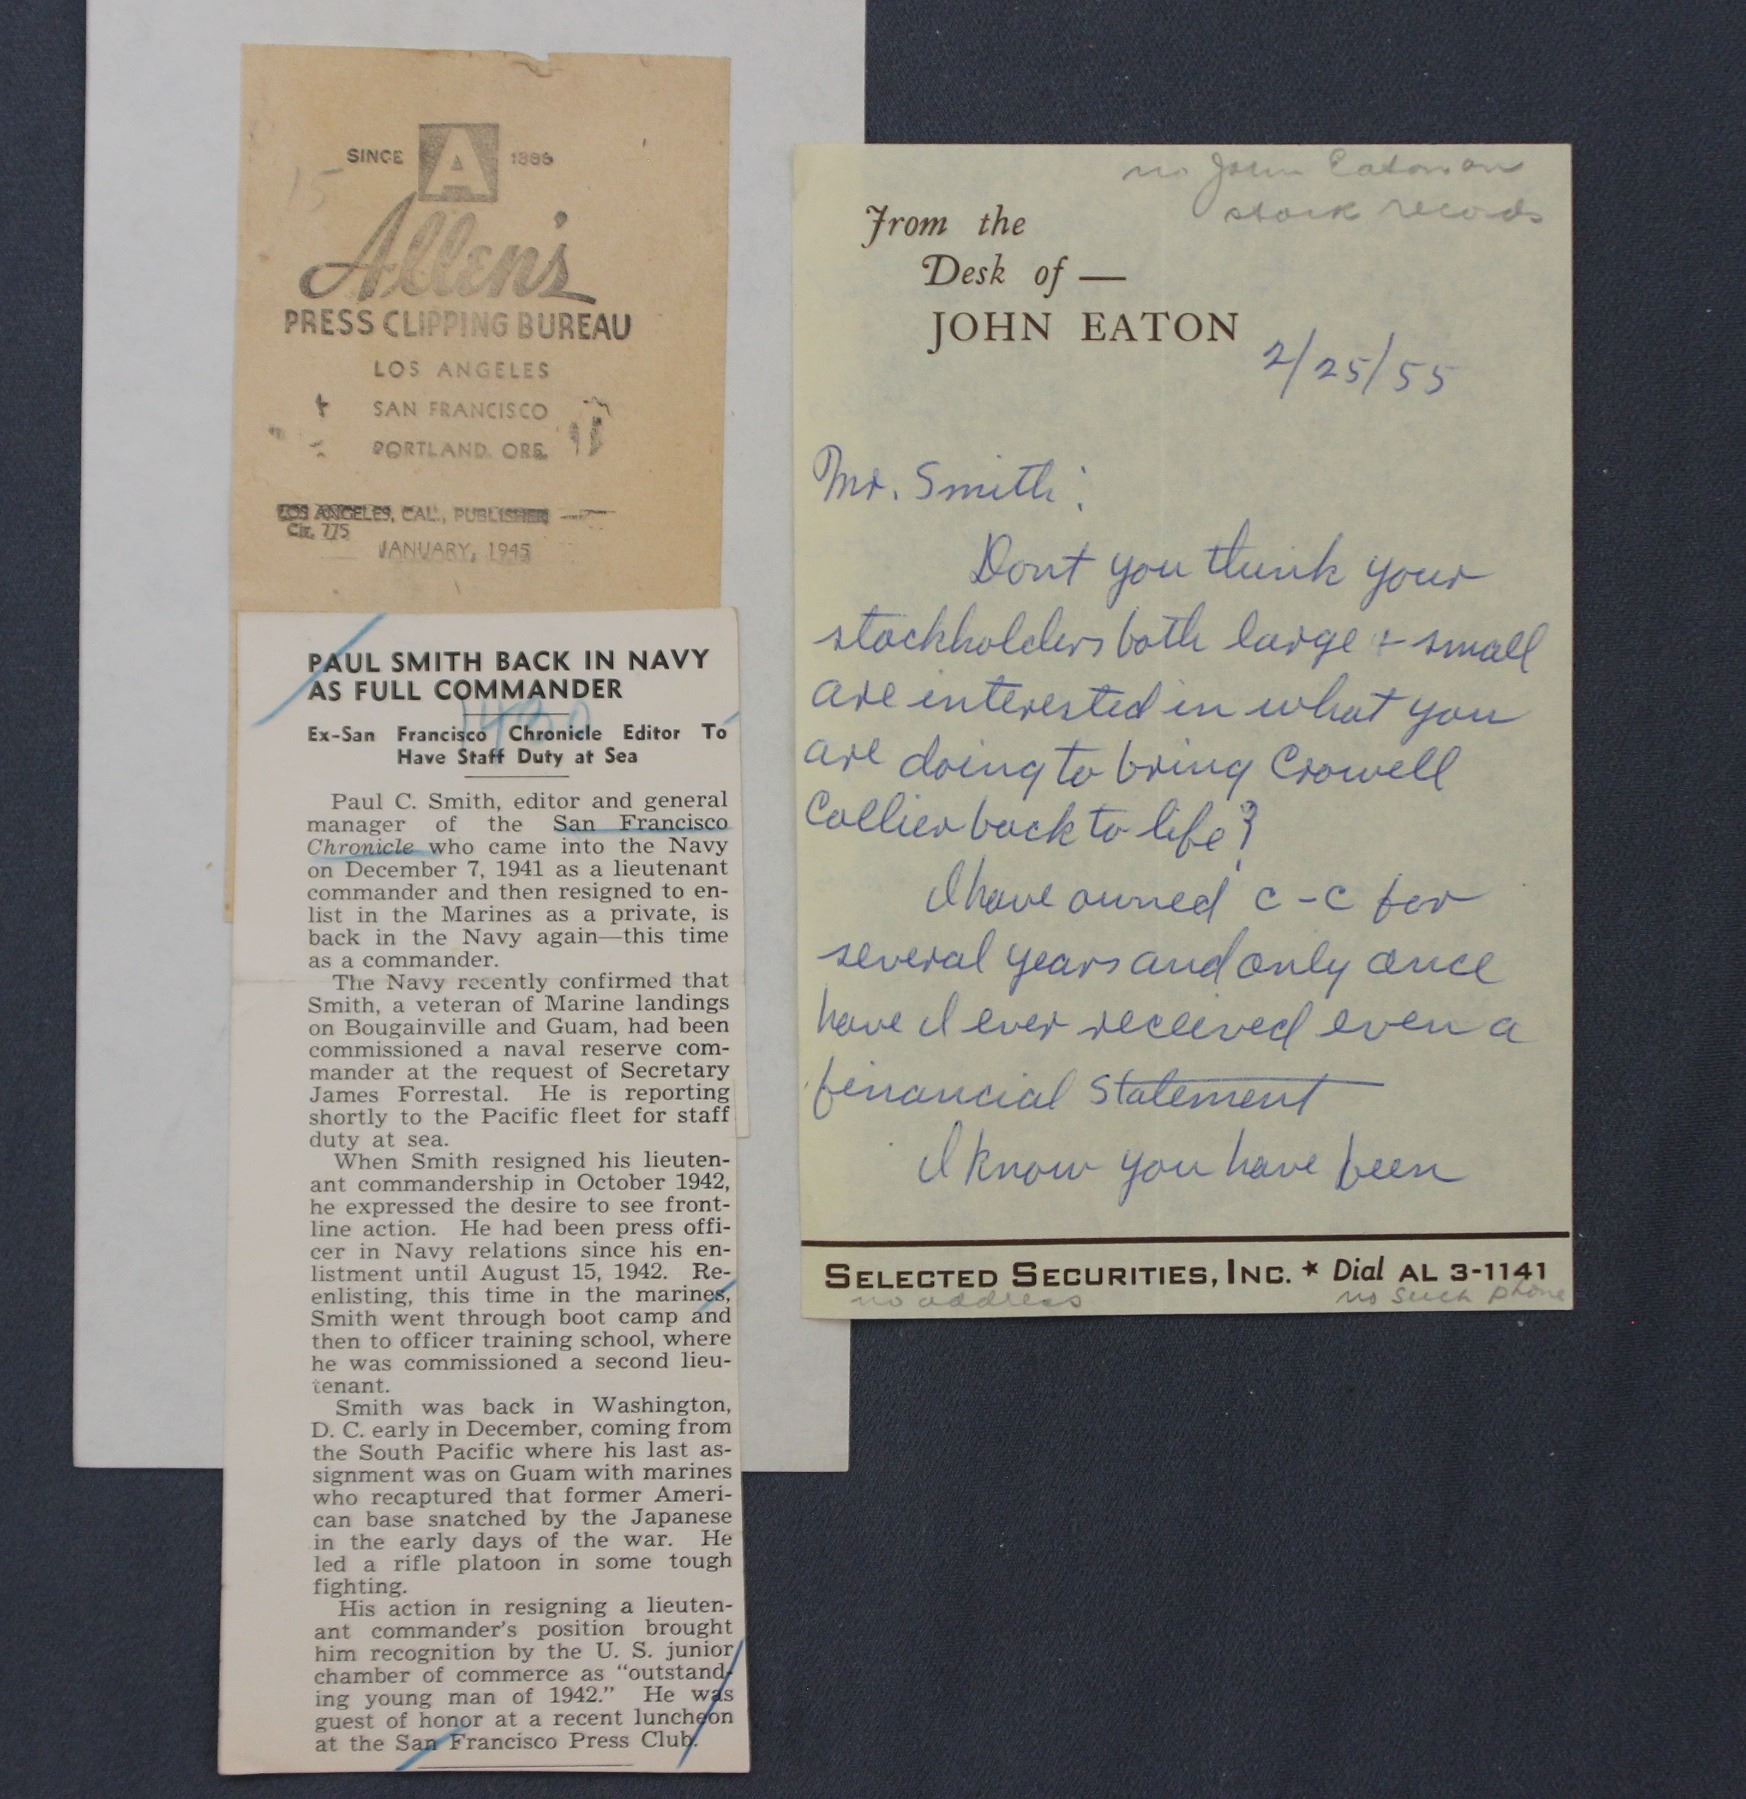 SINCE A 1888
Allen's
PRESS CLIPPING BUREAU
LOS ANGELES
SAN FRANCISCO
PORTLAND, ORE.
LOS ANGELES, CAL., PUBLISHER
Cir. 775
JANUARY, 1945
PAUL SMITH BACK IN NAVY
AS FULL COMMANDER
Ex-San Francisco Chronicle Editor To
Have Staff Duty at Sea
Paul C. Smith, editor and general
manager of the San Francisco
Chronicle who came into the Navy
on December 7, 1941 as a lieutenant
commander and then resigned to en-
list in the Marines as a private, is
back in the Navy again—this time
as a commander.
The Navy recently confirmed that
Smith, a veteran of Marine landings
on Bougainville and Guam, had been
commissioned a naval reserve com-
mander at the request of Secretary
James Forrestal. He is reporting
shortly to the Pacific fleet for staff
duty at sea.
When Smith resigned his lieuten-
ant commandership in October 1942,
he expressed the desire to see front-
line action. He had been press offi-
cer in Navy relations since his en-
listment until August 15, 1942. Re-
enlisting, this time in the marines,
Smith went through boot camp and
then to officer training school, where
he was commissioned a second lieu-
tenant.
Smith was back in Washington,
D. C. early in December, coming from
the South Pacific where his last as-
signment was on Guam with marines
who recaptured that former Ameri-
can base snatched by the Japanese
in the early days of the war. He
led a rifle platoon in some tough
fighting.
His action in resigning a lieuten-
ant commander's position brought
him recognition by the U. S. junior
chamber of commerce as "outstand-
ing young man of 1942." He was
guest of honor at a recent luncheon
at the San Francisco Press Club.
no John Eaton on
stock records
From the
Desk of —
JOHN EATON
2/25/55
Mr. Smith:
Dont you think your
stockholders both large + small
are interested in what you
are doing to bring Crowell
Collier back to life?
I have owned C-C for
several years and only once
have I ever received even a
financial statement
I know you have been
SELECTED SECURITIES, INC. * Dial AL 3-1141
no address no such phone